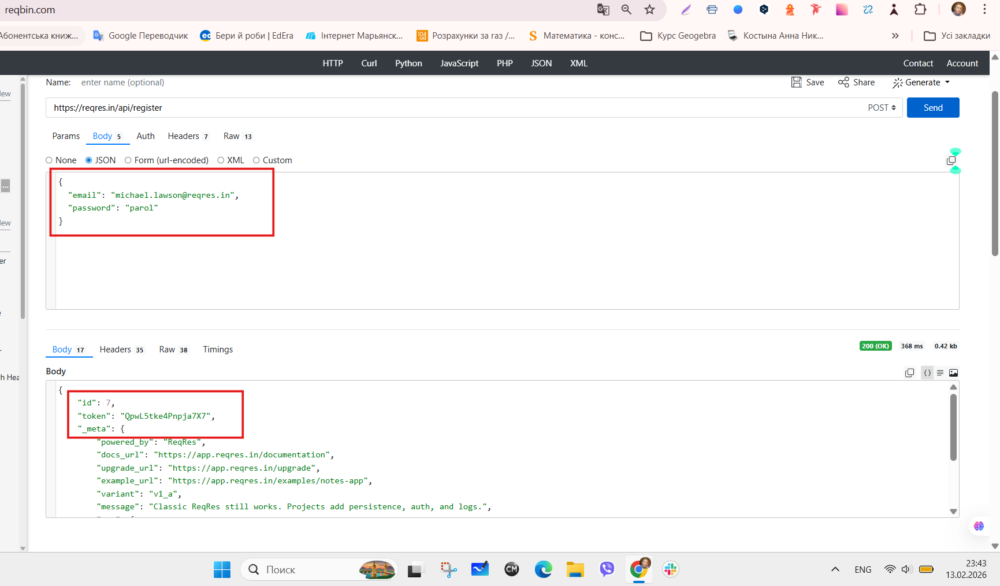 reqbin.com
Абонентська книж...
Google Переводчик
Бери й роби | EdEra
Інтернет Марьянск...
Розрахунки за газ /...
Математика - конс...
Курс Geogebra
Костына Анна Ник...
»
Усі закладки
HTTP Curl Python JavaScript PHP JSON XML
Contact Account
Name: enter name (optional)
Save Share Generate
https://reqres.in/api/register
POST Send
Params Body 5 Auth Headers 7 Raw 13
None JSON Form (url-encoded) XML Custom
{
"email": "michael.lawson@reqres.in",
"password": "parol"
}
Body 17 Headers 35 Raw 38 Timings
200 (OK) 368 ms 0.42 kb
Body
{}
{
"id": 7,
"token": "QpwL5tke4Pnpja7X7",
"_meta": {
"powered_by": "ReqRes",
"docs_url": "https://app.reqres.in/documentation",
"upgrade_url": "https://app.reqres.in/upgrade",
"example_url": "https://app.reqres.in/examples/notes-app",
"variant": "v1_a",
"message": "Classic ReqRes still works. Projects add persistence, auth, and logs.",
Поиск
CM
ENG
23:43
13.02.2026